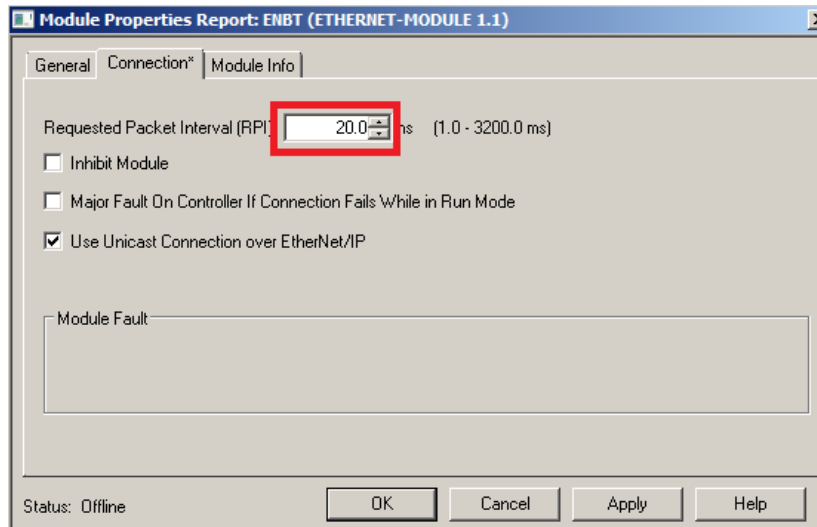 Module Properties Report: ENBT (ETHERNET-MODULE 1.1)
General Connection* Module Info
Requested Packet Interval (RPI) 20.0 ms (1.0 - 3200.0 ms)
Inhibit Module
Major Fault On Controller If Connection Fails While in Run Mode
Use Unicast Connection over EtherNet/IP
Module Fault
Status: Offline OK Cancel Apply Help